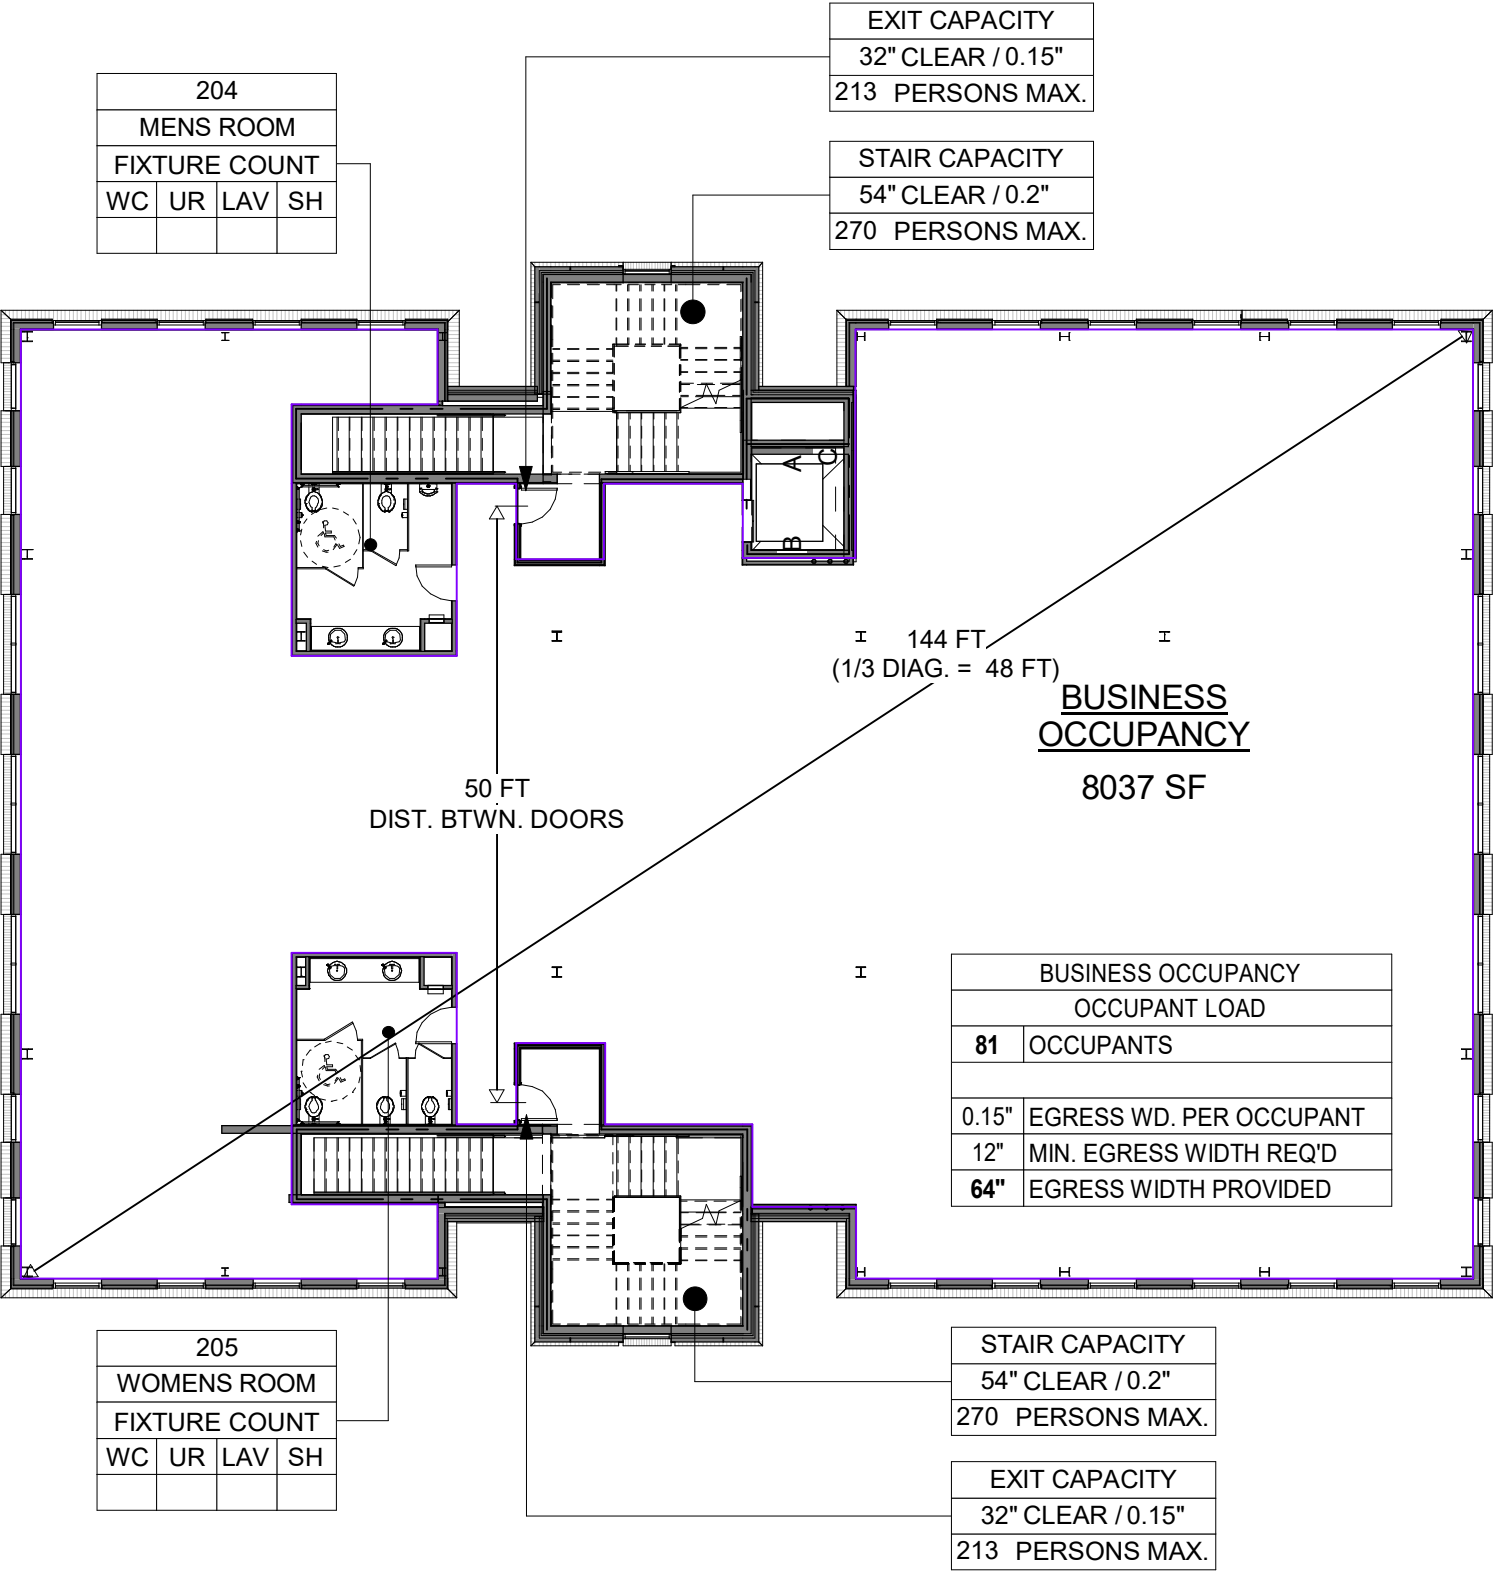 EXIT CAPACITY
32" CLEAR / 0.15"
213 PERSONS MAX.
204
MENS ROOM
FIXTURE COUNT
WC UR LAV SH
STAIR CAPACITY
54" CLEAR / 0.2"
270 PERSONS MAX.
A
C
B
144 FT
(1/3 DIAG. = 48 FT)
BUSINESS
OCCUPANCY
8037 SF
50 FT
DIST. BTWN. DOORS
BUSINESS OCCUPANCY
OCCUPANT LOAD
81 OCCUPANTS
0.15" EGRESS WD. PER OCCUPANT
12" MIN. EGRESS WIDTH REQ'D
64" EGRESS WIDTH PROVIDED
205
WOMENS ROOM
FIXTURE COUNT
WC UR LAV SH
STAIR CAPACITY
54" CLEAR / 0.2"
270 PERSONS MAX.
EXIT CAPACITY
32" CLEAR / 0.15"
213 PERSONS MAX.